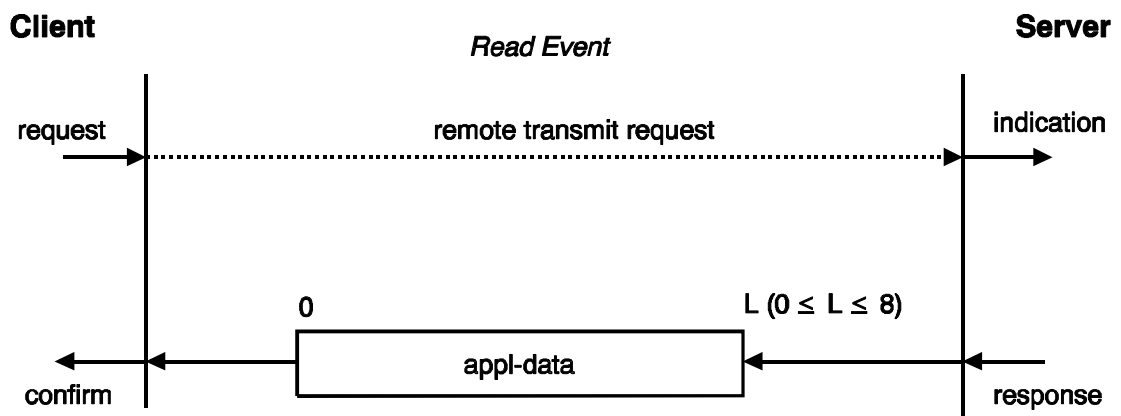 Client
Server
Read Event
request
remote transmit request
indication
0
L (0 ≤ L ≤ 8)
appl-data
confirm
response